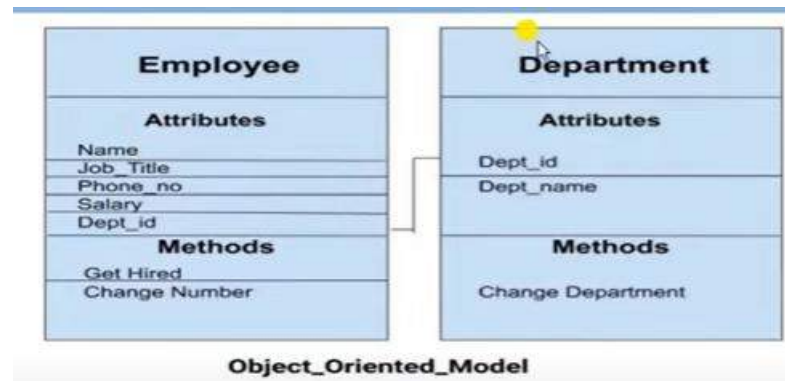 Employee
Attributes
Name
Job_Title
Phone_no
Salary
Dept_id
Methods
Get Hired
Change Number
Department
Attributes
Dept_id
Dept_name
Methods
Change Department
Object_Oriented_Model